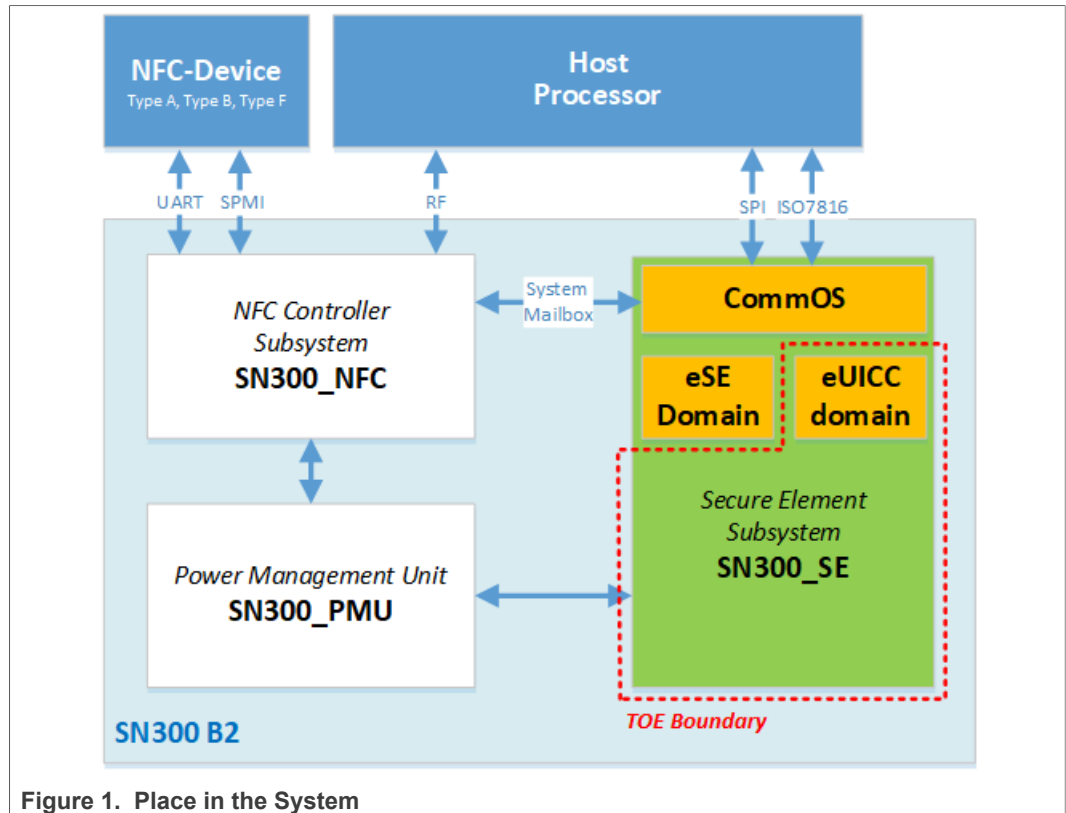 NFC-Device
Type A, Type B, Type F
Host
Processor
UART
SPMI
RF
SPI
ISO7816
NFC Controller
Subsystem
SN300_NFC
System
Mailbox
CommOS
eSE
Domain
eUICC
domain
Secure Element
Subsystem
SN300_SE
Power Management Unit
SN300_PMU
SN300 B2
TOE Boundary
Figure 1. Place in the System